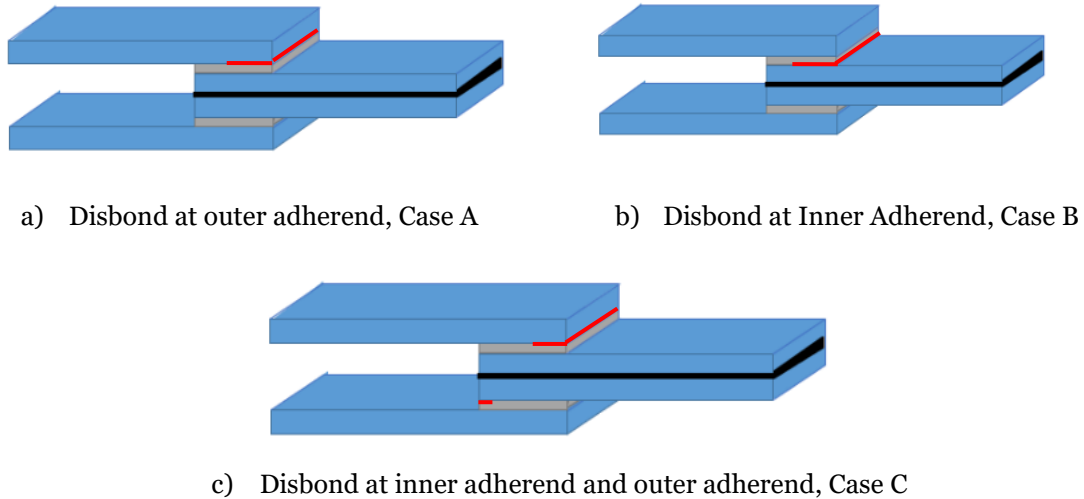 a) Disbond at outer adherend, Case A
b) Disbond at Inner Adherend, Case B
c) Disbond at inner adherend and outer adherend, Case C